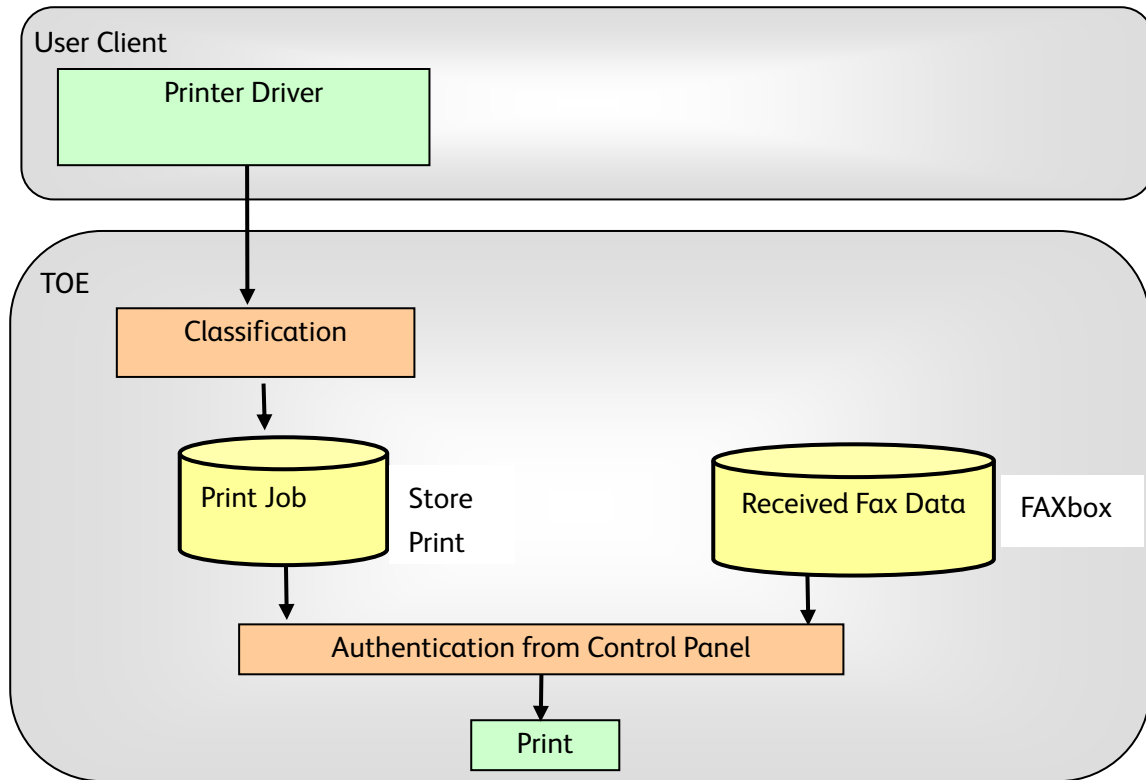 User Client
Printer Driver
TOE
Classification
Print Job
Store
Print
Received Fax Data
FAXbox
Authentication from Control Panel
Print